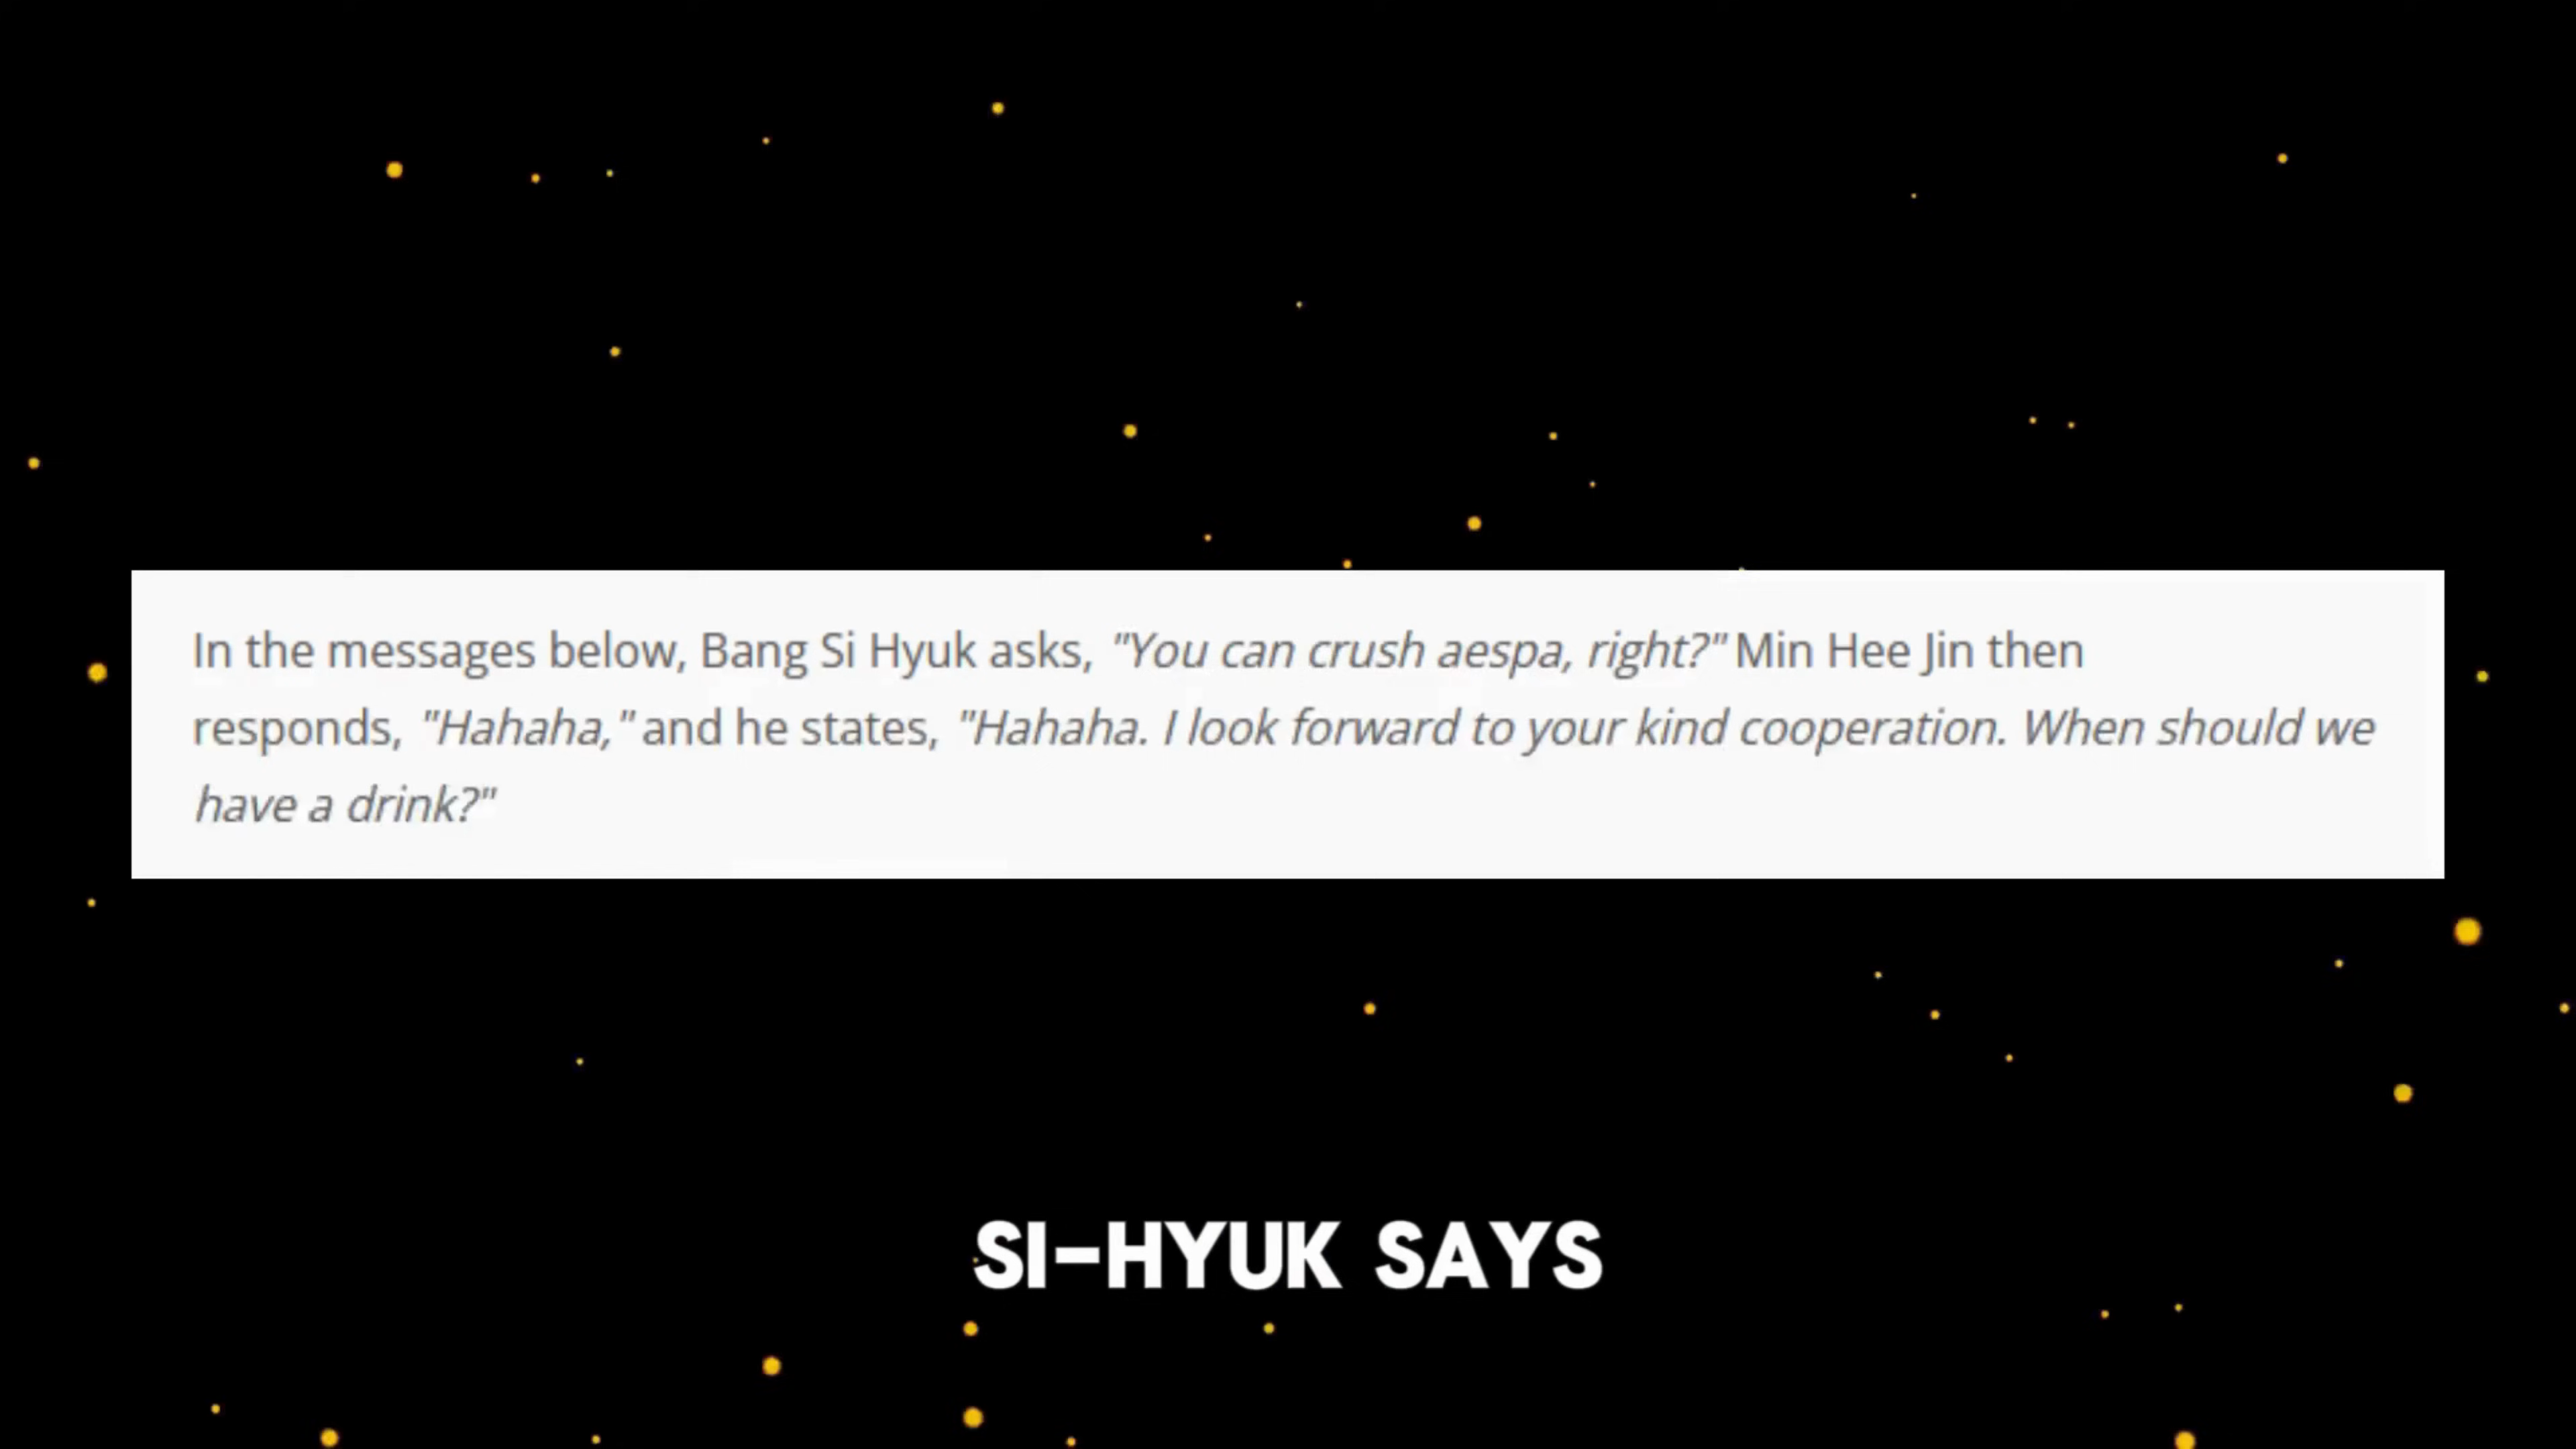 In the messages below, Bang Si Hyuk asks, "You can crush aespa, right?" Min Hee Jin then
responds, "Hahaha," and he states, "Hahaha. I look forward to your kind cooperation. When should we
have a drink?"
SI-HYUK SAYS